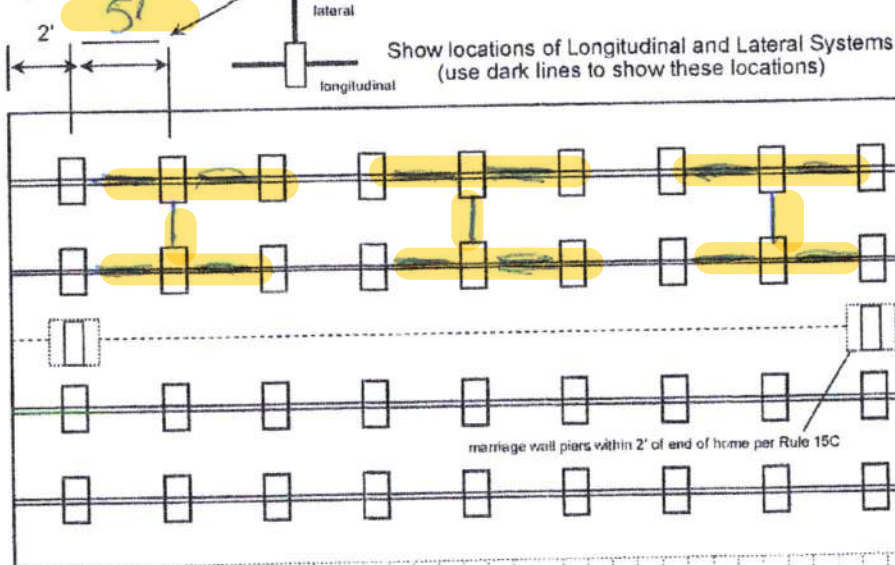 5'
2'
lateral
longitudinal
Show locations of Longitudinal and Lateral Systems
(use dark lines to show these locations)
marriage wall piers within 2' of end of home per Rule 15C